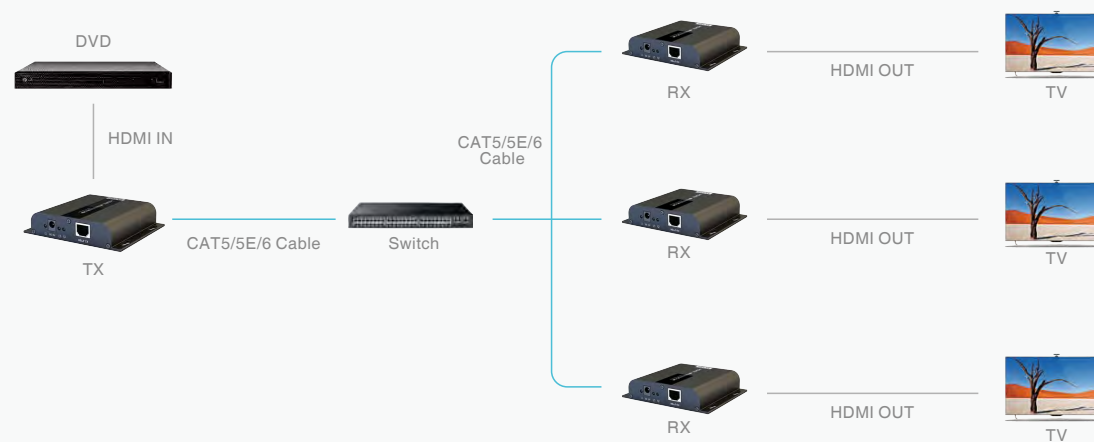 DVD
HDMI IN
TX
CAT5/5E/6 Cable
Switch
CAT5/5E/6
Cable
RX
HDMI OUT
TV
RX
HDMI OUT
TV
RX
HDMI OUT
TV